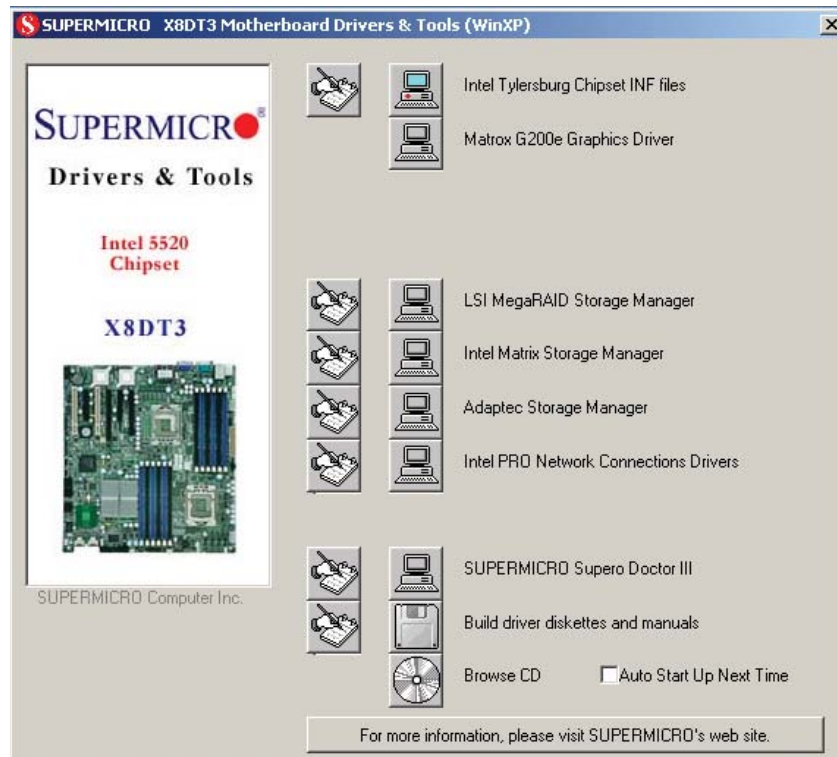 SUPERMICRO X8DT3 Motherboard Drivers & Tools (WinXP)
SUPERMICRO®
Drivers & Tools
Intel 5520
Chipset
X8DT3
SUPERMICRO Computer Inc.
Intel Tylersburg Chipset INF files
Matrox G200e Graphics Driver
LSI MegaRAID Storage Manager
Intel Matrix Storage Manager
Adaptec Storage Manager
Intel PRO Network Connections Drivers
SUPERMICRO Supero Doctor III
Build driver diskettes and manuals
Browse CD Auto Start Up Next Time
For more information, please visit SUPERMICRO's web site.